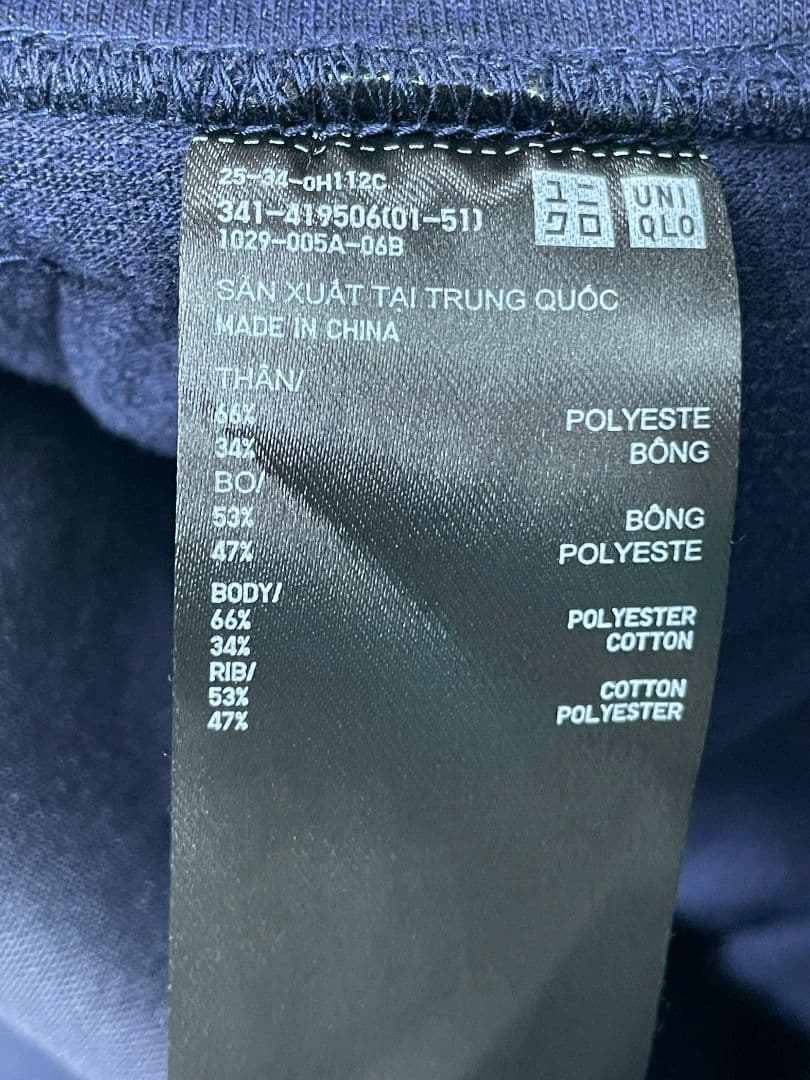 25-34-0H112C
341-419506(01-51)
1029-005A-06B
ユニ
クロ
UNI
QLO
SẢN XUẤT TẠI TRUNG QUỐC
MADE IN CHINA
THÂN/
66% POLYESTE
34% BÔNG
BO/
53% BÔNG
47% POLYESTE
BODY/
66% POLYESTER
34% COTTON
RIB/
53% COTTON
47% POLYESTER